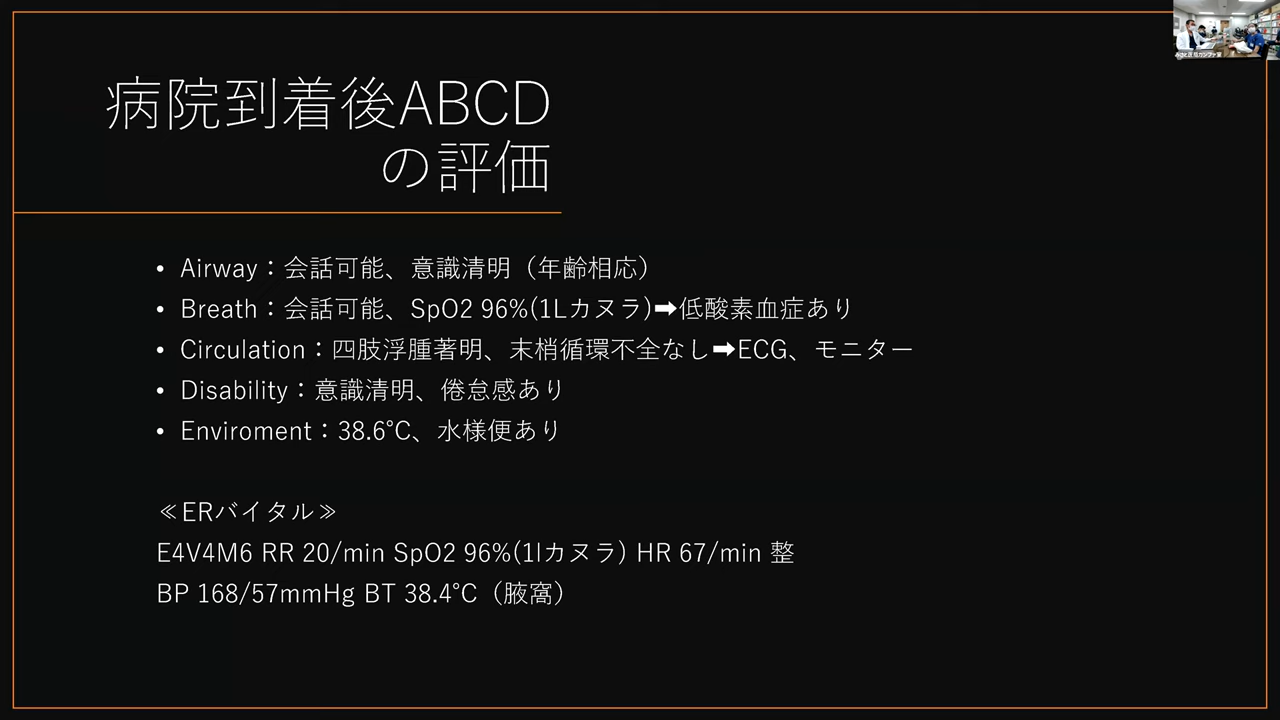 病院到着後ABCD
の評価
• Airway：会話可能、意識清明（年齢相応）
• Breath：会話可能、SpO2 96%(1Lカヌラ)➡低酸素血症あり
• Circulation：四肢浮腫著明、末梢循環不全なし➡ECG、モニター
• Disability：意識清明、倦怠感あり
• Enviroment：38.6℃、水様便あり
≪ERバイタル≫
E4V4M6 RR 20/min SpO2 96%(1lカヌラ) HR 67/min 整
BP 168/57mmHg BT 38.4℃（腋窩）